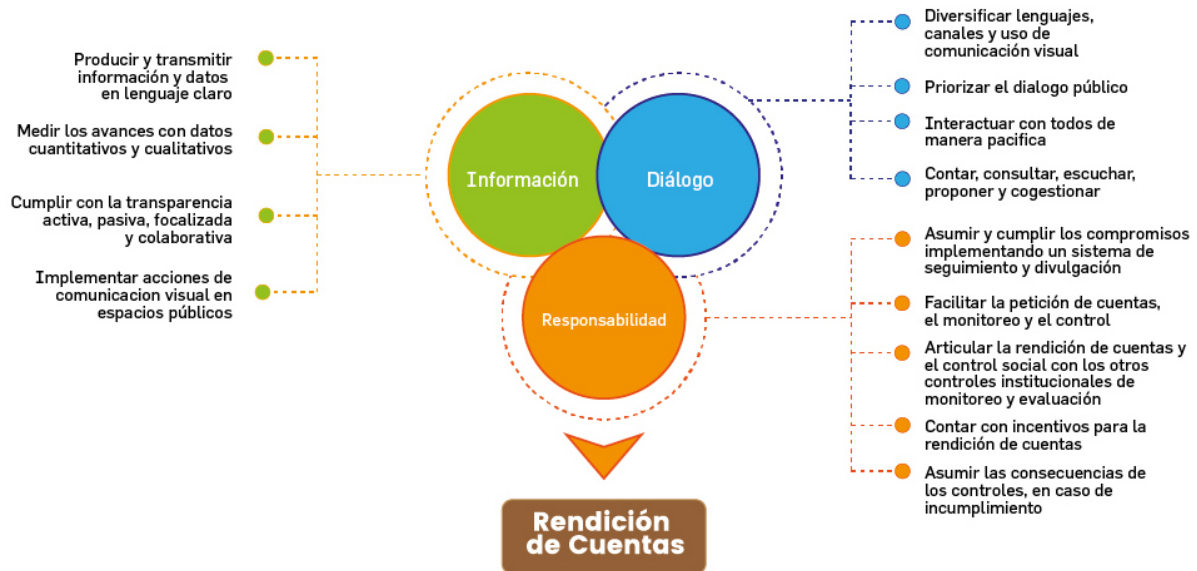 Producir y transmitir
información y datos
en lenguaje claro
Medir los avances con datos
cuantitativos y cualitativos
Cumplir con la transparencia
activa, pasiva, focalizada
y colaborativa
Implementar acciones de
comunicacion visual en
espacios públicos
Información
Diálogo
Responsabilidad
Diversificar lenguajes,
canales y uso de
comunicación visual
Priorizar el dialogo público
Interactuar con todos de
manera pacifica
Contar, consultar, escuchar,
proponer y cogestionar
Asumir y cumplir los compromisos
implementando un sistema de
seguimiento y divulgación
Facilitar la petición de cuentas,
el monitoreo y el control
Articular la rendición de cuentas y
el control social con los otros
controles institucionales de
monitoreo y evaluación
Contar con incentivos para la
rendición de cuentas
Asumir las consecuencias de
los controles, en caso de
incumplimiento
Rendición
de Cuentas